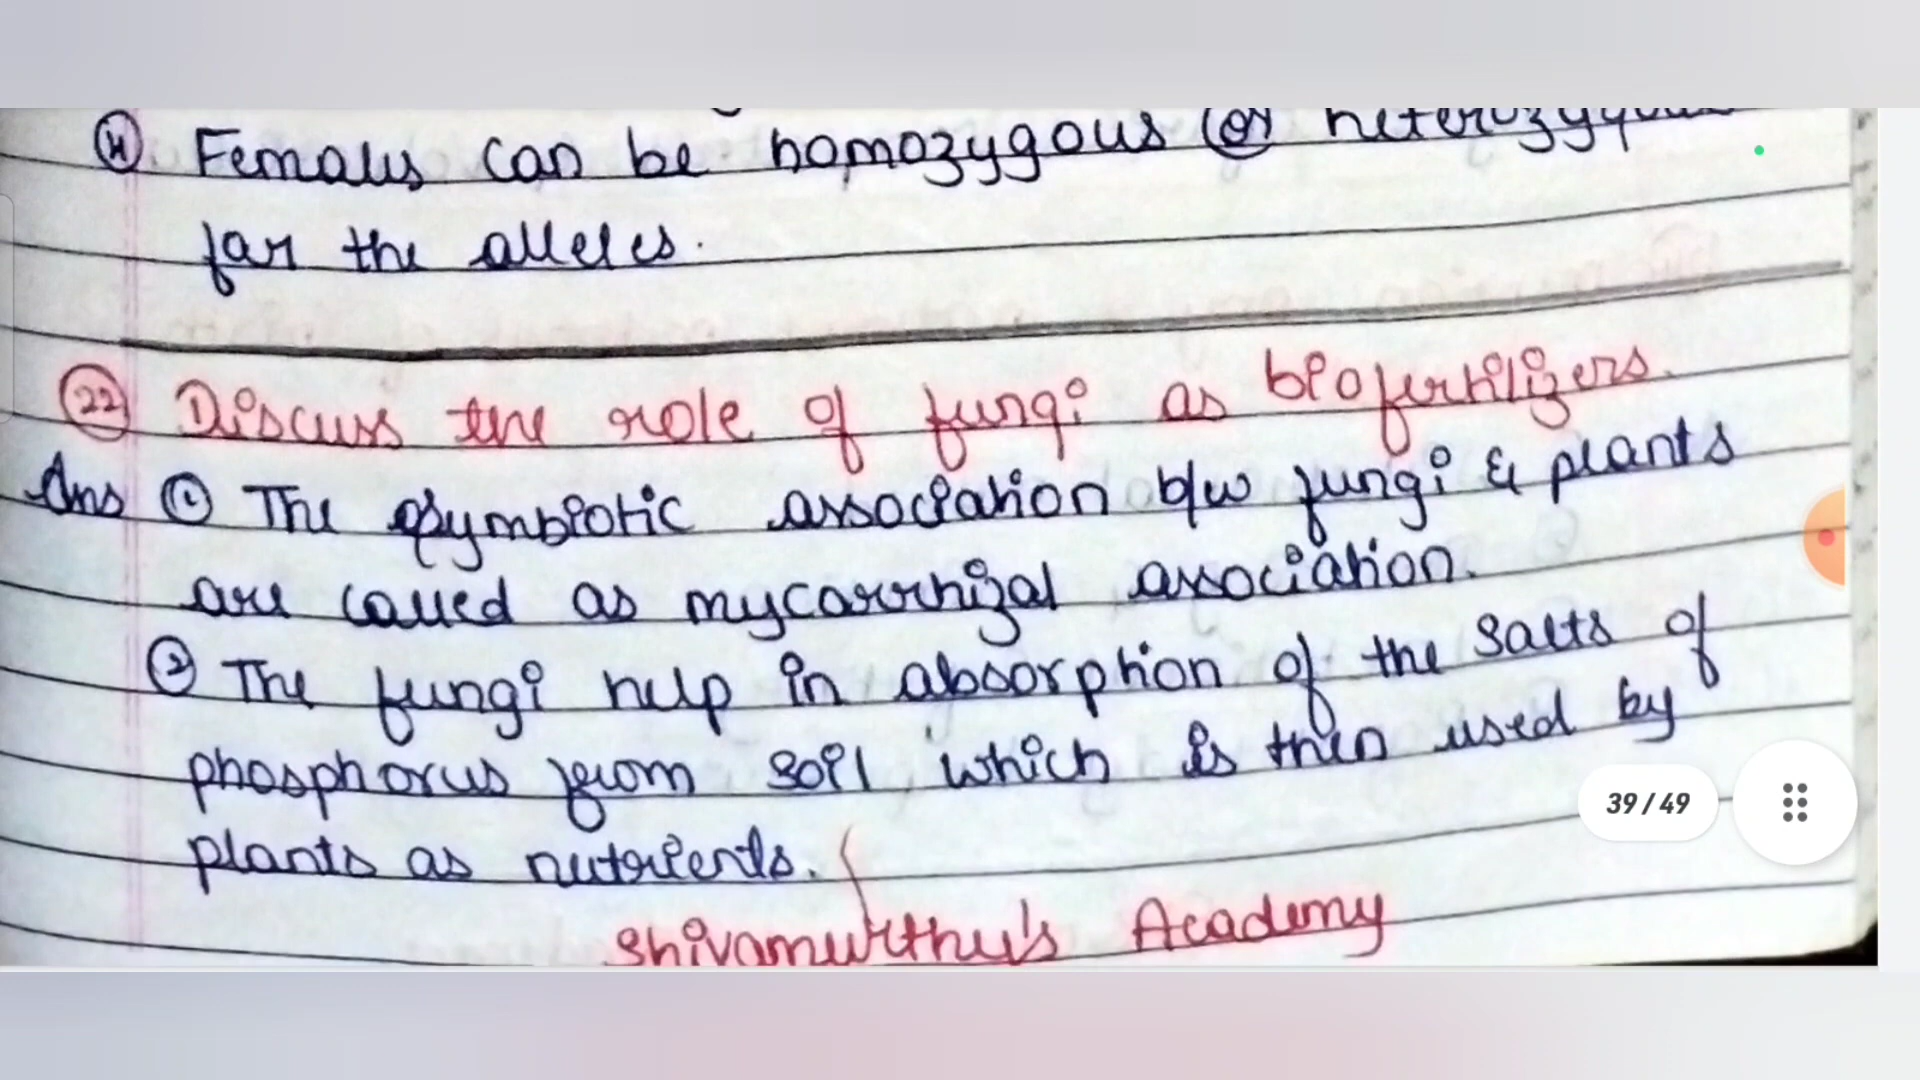 ④ Females can be homozygous (or) heterozygous
for the alleles.
㉒ Discuss the role of fungi as biofertilizers.
Ans ① The symbiotic association b/w fungi & plants
are called as mycorrhizal association.
② The fungi help in absorption of the salts of
phosphorus from soil, which is then used by
plants as nutrients.
39/49
Shivamurthy's Academy